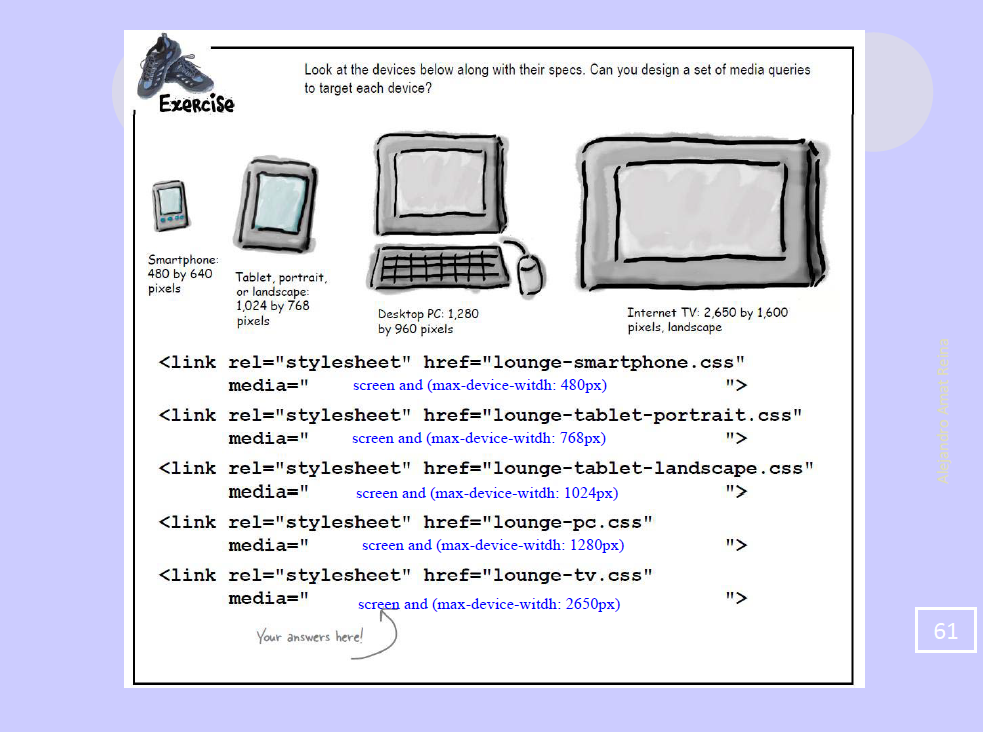 Exercise
Look at the devices below along with their specs. Can you design a set of media queries
to target each device?
Smartphone:
480 by 640
pixels
Tablet, portrait,
or landscape:
1,024 by 768
pixels
Desktop PC: 1,280
by 960 pixels
Internet TV: 2,650 by 1,600
pixels, landscape
<link rel="stylesheet" href="lounge-smartphone.css"
media=" screen and (max-device-witdh: 480px) ">
<link rel="stylesheet" href="lounge-tablet-portrait.css"
media=" screen and (max-device-witdh: 768px) ">
<link rel="stylesheet" href="lounge-tablet-landscape.css"
media=" screen and (max-device-witdh: 1024px) ">
<link rel="stylesheet" href="lounge-pc.css"
media=" screen and (max-device-witdh: 1280px) ">
<link rel="stylesheet" href="lounge-tv.css"
media=" screen and (max-device-witdh: 2650px) ">
Your answers here!
Alejandro Amat Reina
61